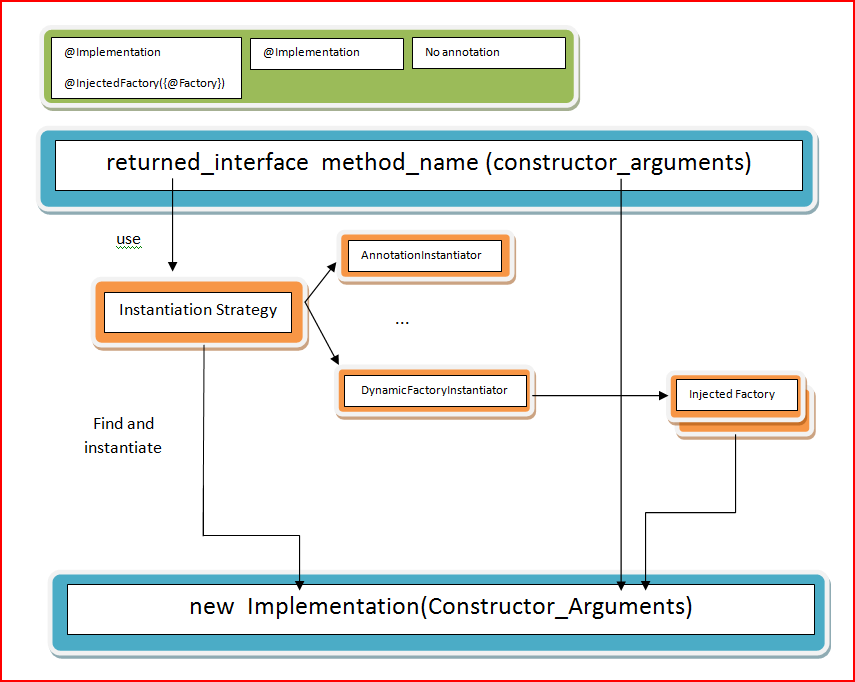 @Implementation
@InjectedFactory({@Factory})
@Implementation
No annotation
returned_interface method_name (constructor_arguments)
use
AnnotationInstantiator
Instantiation Strategy
...
DynamicFactoryInstantiator
Injected Factory
Find and
instantiate
new Implementation(Constructor_Arguments)